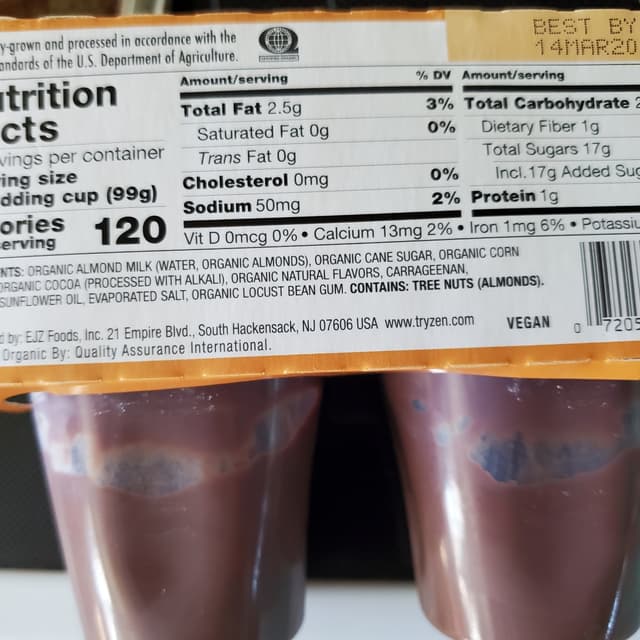 y-grown and processed in accordance with the
andards of the U.S. Department of Agriculture.
BEST BY
14MAR20
utrition
cts
vings per container
ving size
dding cup (99g)
ories
erving
120
Amount/serving % DV
Total Fat 2.5g 3%
Saturated Fat 0g 0%
Trans Fat 0g
Cholesterol 0mg 0%
Sodium 50mg 2%
Amount/serving
Total Carbohydrate 2
Dietary Fiber 1g
Total Sugars 17g
Incl. 17g Added Sug
Protein 1g
Vit D 0mcg 0% • Calcium 13mg 2% • Iron 1mg 6% • Potassiu
NTS: ORGANIC ALMOND MILK (WATER, ORGANIC ALMONDS), ORGANIC CANE SUGAR, ORGANIC CORN
ORGANIC COCOA (PROCESSED WITH ALKALI), ORGANIC NATURAL FLAVORS, CARRAGEENAN,
SUNFLOWER OIL, EVAPORATED SALT, ORGANIC LOCUST BEAN GUM. CONTAINS: TREE NUTS (ALMONDS).
d by: EJZ Foods, Inc. 21 Empire Blvd., South Hackensack, NJ 07606 USA www.tryzen.com
Organic By: Quality Assurance International.
VEGAN
0 7205